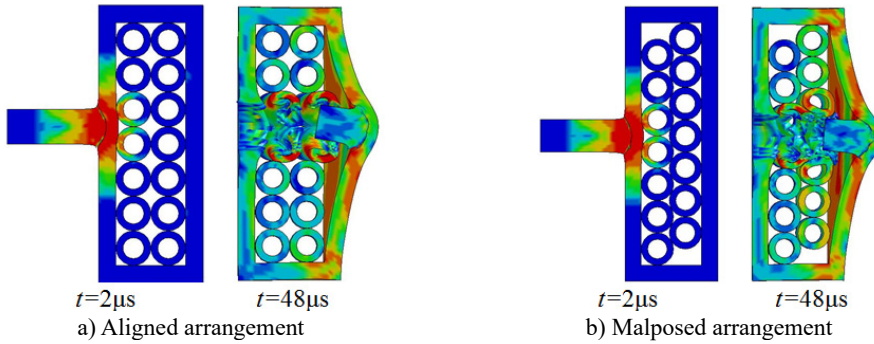 t=2μs t=48μs t=2μs t=48μs
a) Aligned arrangement b) Malposed arrangement